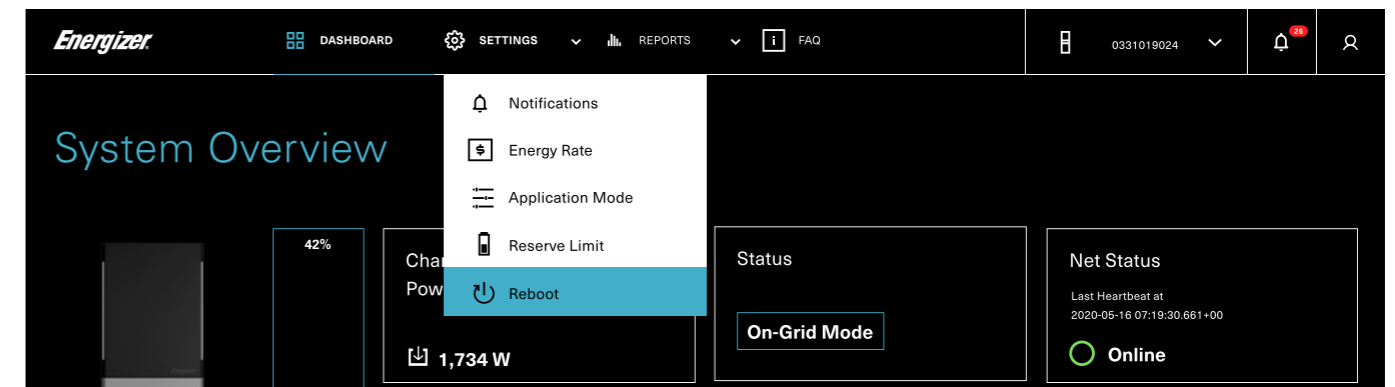 Energizer.
DASHBOARD
SETTINGS
REPORTS
i
FAQ
0331019024
26
Notifications
$ Energy Rate
Application Mode
Reserve Limit
Reboot
System Overview
42%
Status
On-Grid Mode
1,734 W
Net Status
Last Heartbeat at
2020-05-16 07:19:30.661+00
Online